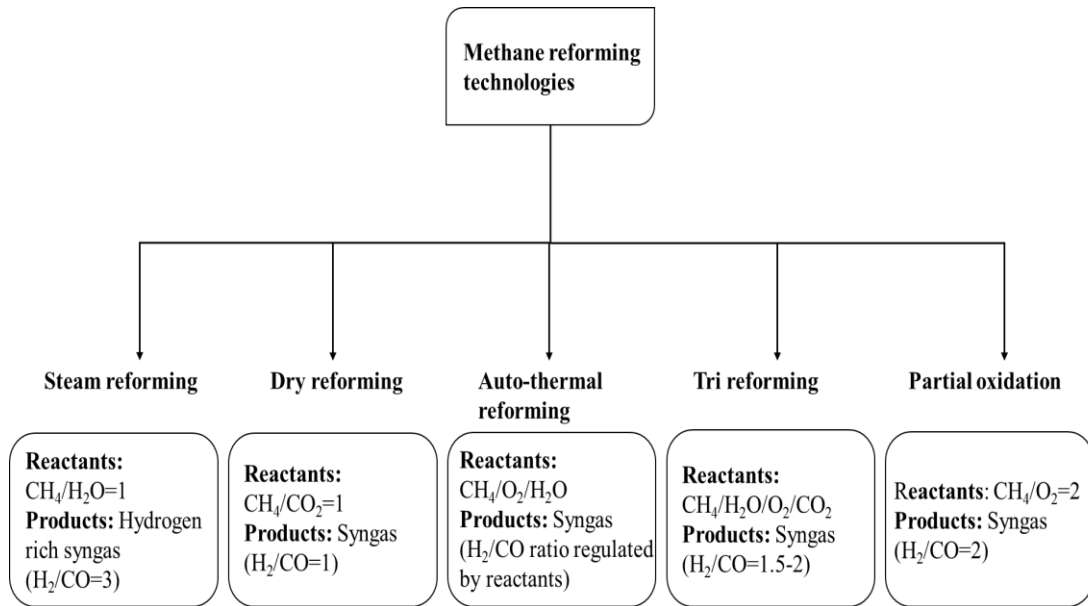 Methane reforming
technologies
Steam reforming
Dry reforming
Auto-thermal
reforming
Tri reforming
Partial oxidation
Reactants:
CH₄/H₂O=1
Products: Hydrogen
rich syngas
(H₂/CO=3)
Reactants:
CH₄/CO₂=1
Products: Syngas
(H₂/CO=1)
Reactants:
CH₄/O₂/H₂O
Products: Syngas
(H₂/CO ratio regulated
by reactants)
Reactants:
CH₄/H₂O/O₂/CO₂
Products: Syngas
(H₂/CO=1.5-2)
Reactants: CH₄/O₂=2
Products: Syngas
(H₂/CO=2)